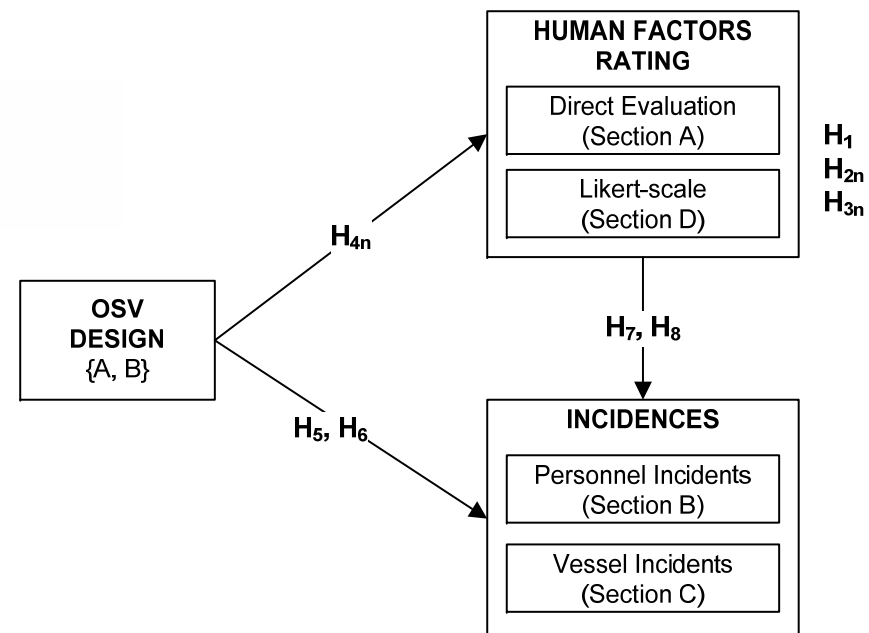 HUMAN FACTORS
RATING
Direct Evaluation
(Section A)
Likert-scale
(Section D)
H₁
H₂ₙ
H₃ₙ
H₄ₙ
OSV
DESIGN
{A, B}
H₇, H₈
H₅, H₆
INCIDENCES
Personnel Incidents
(Section B)
Vessel Incidents
(Section C)